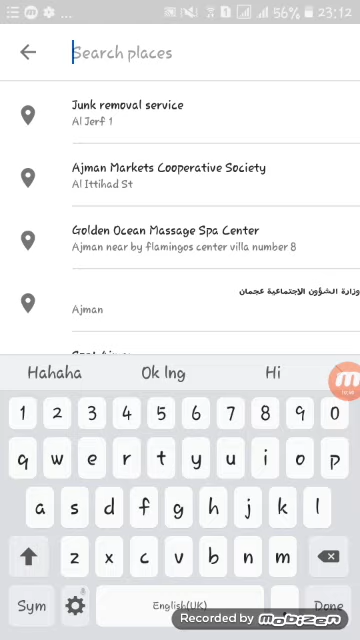 56% 23:12
Search places
Junk removal service
Al Jerf 1
Ajman Markets Cooperative Society
Al Ittihad St
Golden Ocean Massage Spa Center
Ajman near by flamingos center villa number 8
وزارة الشؤون الاجتماعية عجمان
Ajman
Hahaha Ok lng Hi
1 2 3 4 5 6 7 8 9 0
q w e r t y u i o p
a s d f g h j k l
z x c v b n m
Sym English(UK) Done
Recorded by mobizen